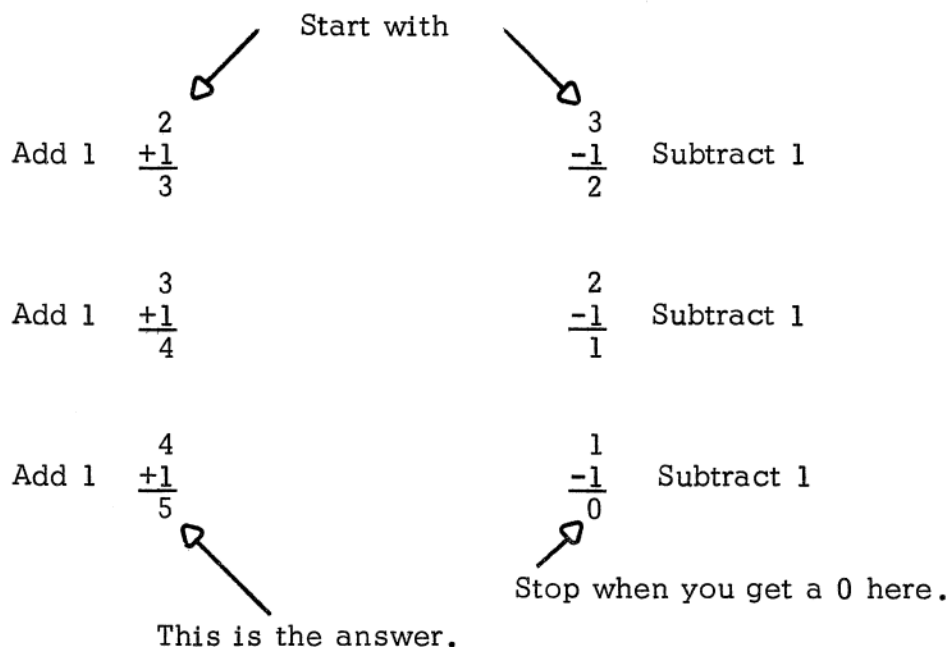 Start with
2 3
Add 1 +1 -1 Subtract 1
3 2
3 2
Add 1 +1 -1 Subtract 1
4 1
4 1
Add 1 +1 -1 Subtract 1
5 0
Stop when you get a 0 here.
This is the answer.